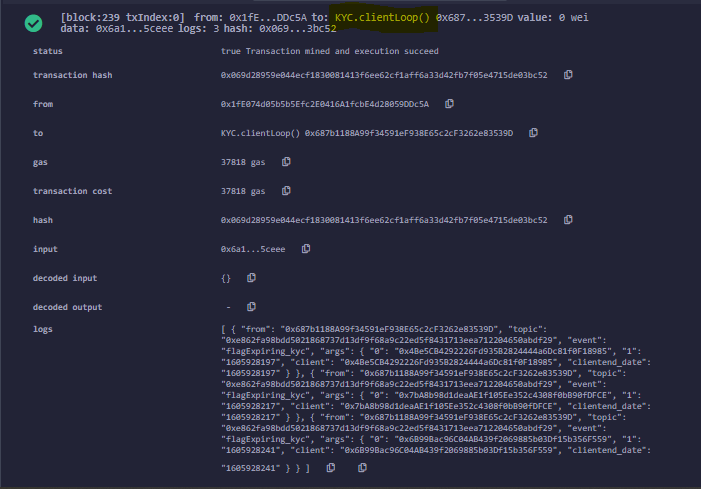 [block:239 txIndex:0] from: 0x1fE...DDc5A to: KYC.clientLoop() 0x687...3539D value: 0 wei
data: 0x6a1...5ceee logs: 3 hash: 0x069...3bc52
status true Transaction mined and execution succeed
transaction hash 0x069d28959e044ecf1830081413f6ee62cf1aff6a33d42fb7f05e4715de03bc52
from 0x1fE074d05b5b5Efc2E0416A1fcbE4d28059DDc5A
to KYC.clientLoop() 0x687b1188A99f34591eF938E65c2cF3262e83539D
gas 37818 gas
transaction cost 37818 gas
hash 0x069d28959e044ecf1830081413f6ee62cf1aff6a33d42fb7f05e4715de03bc52
input 0x6a1...5ceee
decoded input {}
decoded output -
logs [ { "from": "0x687b1188A99f34591eF938E65c2cF3262e83539D", "topic":
"0xe862fa98bdd5021868737d13df9f68a9c22ed5f8431713eea712204650abdf29", "event":
"flagExpiring_kyc", "args": { "0": "0x4Be5CB4292226Fd935B2824444a6Dc81f0F18985", "1":
"1605928197", "client": "0x4Be5CB4292226Fd935B2824444a6Dc81f0F18985", "clientend_date":
"1605928197" } }, { "from": "0x687b1188A99f34591eF938E65c2cF3262e83539D", "topic":
"0xe862fa98bdd5021868737d13df9f68a9c22ed5f8431713eea712204650abdf29", "event":
"flagExpiring_kyc", "args": { "0": "0x7bA8b98d1deaAE1f105Ee352c4308f0bB90fDFCE", "1":
"1605928217", "client": "0x7bA8b98d1deaAE1f105Ee352c4308f0bB90fDFCE", "clientend_date":
"1605928217" } }, { "from": "0x687b1188A99f34591eF938E65c2cF3262e83539D", "topic":
"0xe862fa98bdd5021868737d13df9f68a9c22ed5f8431713eea712204650abdf29", "event":
"flagExpiring_kyc", "args": { "0": "0x6B99Bac96C04AB439f2069885b03Df15b356F559", "1":
"1605928241", "client": "0x6B99Bac96C04AB439f2069885b03Df15b356F559", "clientend_date":
"1605928241" } } ]